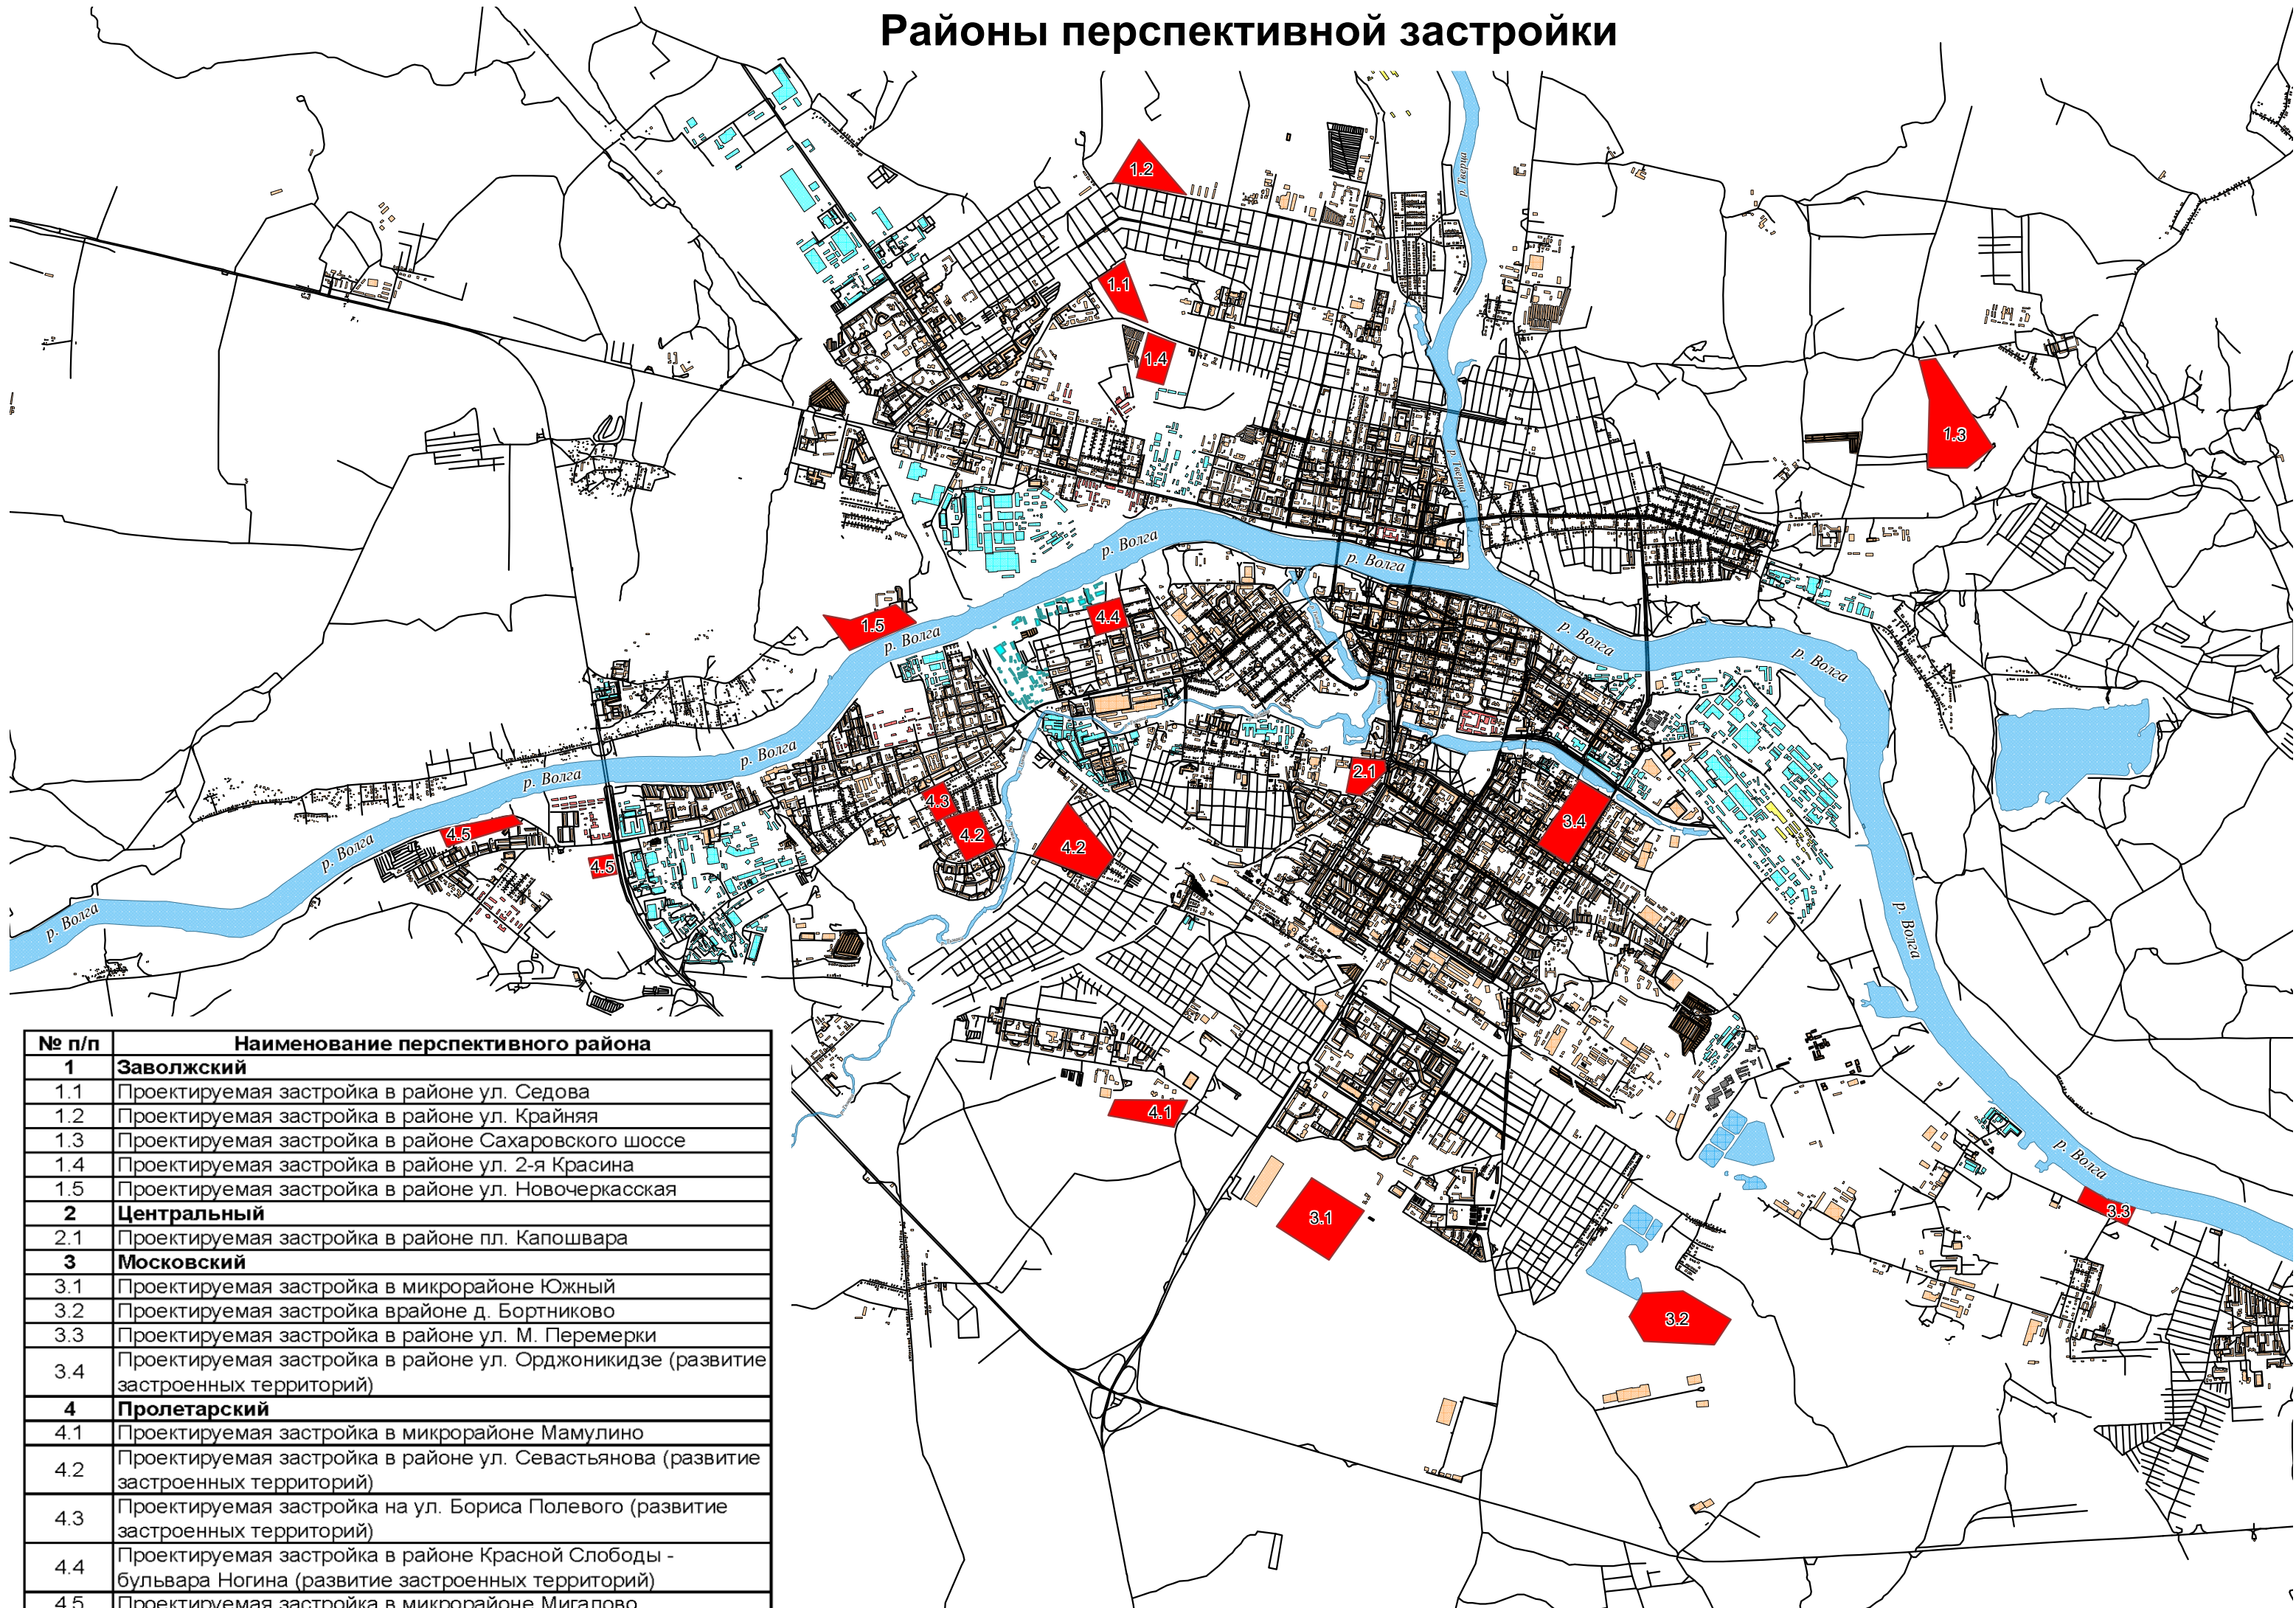 Районы перспективной застройки
1.2
р. Тверца
1.1
1.4
1.3
р. Тверца
р. Волга
р. Волга
4.4
1.5
р. Волга
р. Волга
р. Волга
р. Волга
р. Волга
2.1
4.3
3.4
4.5
4.2
4.2
р. Волга
4.5
р. Волга
р. Волга
4.1
р. Волга
3.3
3.1
3.2
№ п/п Наименование перспективного района
1 Заволжский
1.1 Проектируемая застройка в районе ул. Седова
1.2 Проектируемая застройка в районе ул. Крайняя
1.3 Проектируемая застройка в районе Сахаровского шоссе
1.4 Проектируемая застройка в районе ул. 2-я Красина
1.5 Проектируемая застройка в районе ул. Новочеркасская
2 Центральный
2.1 Проектируемая застройка в районе пл. Капошвара
3 Московский
3.1 Проектируемая застройка в микрорайоне Южный
3.2 Проектируемая застройка врайоне д. Бортниково
3.3 Проектируемая застройка в районе ул. М. Перемерки
3.4 Проектируемая застройка в районе ул. Орджоникидзе (развитие
застроенных территорий)
4 Пролетарский
4.1 Проектируемая застройка в микрорайоне Мамулино
4.2 Проектируемая застройка в районе ул. Севастьянова (развитие
застроенных территорий)
4.3 Проектируемая застройка на ул. Бориса Полевого (развитие
застроенных территорий)
4.4 Проектируемая застройка в районе Красной Слободы -
бульвара Ногина (развитие застроенных территорий)
4.5 Проектируемая застройка в микрорайоне Мигалово